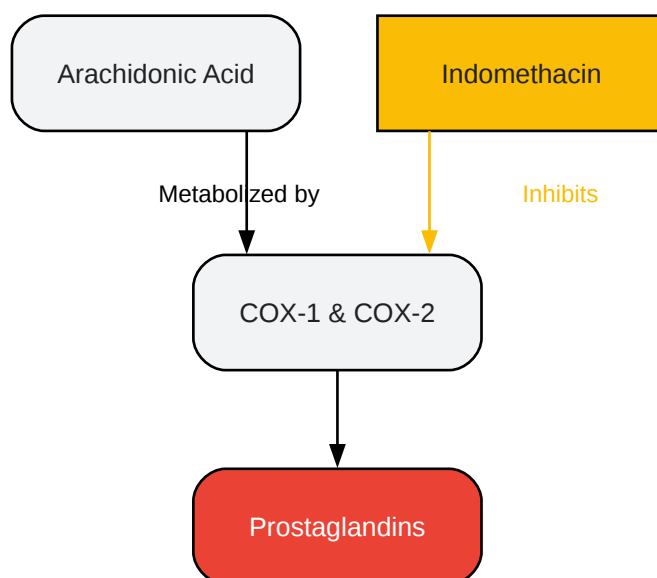 Arachidonic Acid
Indomethacin
Metabolized by
Inhibits
COX-1 & COX-2
Prostaglandins